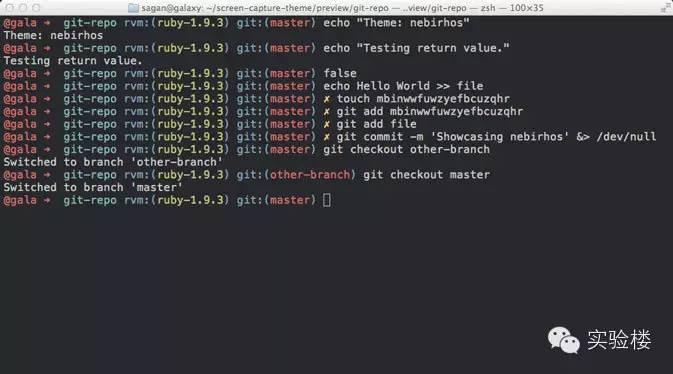 sagan@galaxy: ~/screen-capture-theme/preview/git-repo — ..view/git-repo — zsh — 100×35
@gala ➜ git-repo rvm:(ruby-1.9.3) git:(master) echo "Theme: nebirhos"
Theme: nebirhos
@gala ➜ git-repo rvm:(ruby-1.9.3) git:(master) echo "Testing return value."
Testing return value.
@gala ➜ git-repo rvm:(ruby-1.9.3) git:(master) false
@gala ➜ git-repo rvm:(ruby-1.9.3) git:(master) echo Hello World >> file
@gala ➜ git-repo rvm:(ruby-1.9.3) git:(master) ✗ touch mbinwwfuwzyefbcuzqhr
@gala ➜ git-repo rvm:(ruby-1.9.3) git:(master) ✗ git add mbinwwfuwzyefbcuzqhr
@gala ➜ git-repo rvm:(ruby-1.9.3) git:(master) ✗ git add file
@gala ➜ git-repo rvm:(ruby-1.9.3) git:(master) ✗ git commit -m 'Showcasing nebirhos' &> /dev/null
@gala ➜ git-repo rvm:(ruby-1.9.3) git:(master) git checkout other-branch
Switched to branch 'other-branch'
@gala ➜ git-repo rvm:(ruby-1.9.3) git:(other-branch) git checkout master
Switched to branch 'master'
@gala ➜ git-repo rvm:(ruby-1.9.3) git:(master)
实验楼